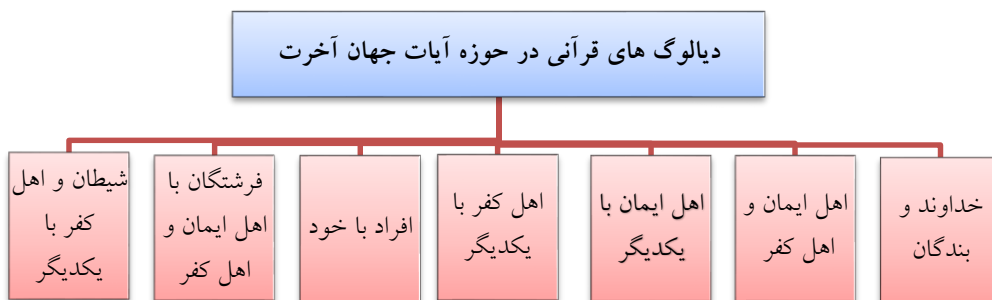 دیالوگ های قرآنی در حوزه آیات جهان آخرت
خداوند و
بندگان
اهل ایمان و
اهل کفر
اهل ایمان با
یکدیگر
اهل کفر با
یکدیگر
افراد با خود
فرشتگان با
اهل ایمان و
اهل کفر
شیطان و اهل
کفر با
یکدیگر